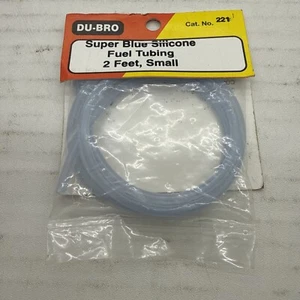 DU-BRO
Cat. No. 221
Super Blue Silicone
Fuel Tubing
2 Feet, Small